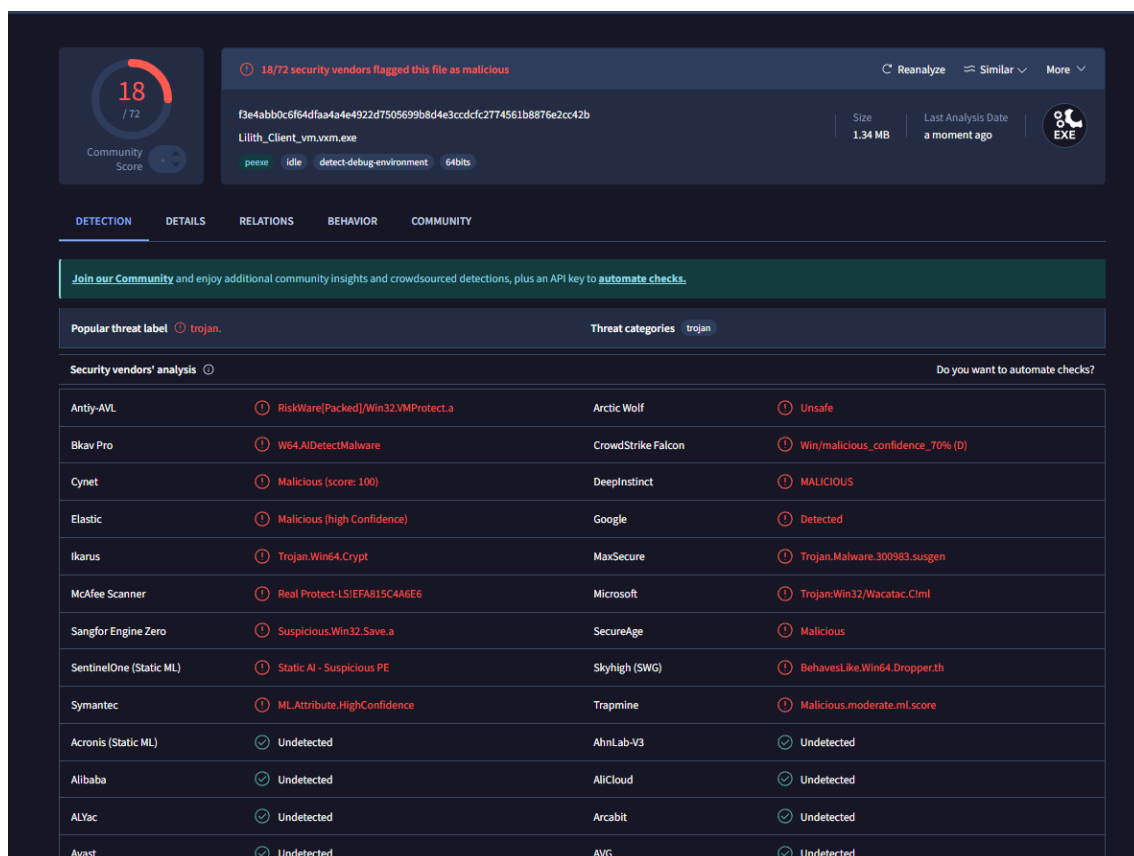 18
/ 72
Community
Score
18/72 security vendors flagged this file as malicious
Reanalyze
Similar
More
f3e4abb0c6f64dfaa4a4e4922d7505699b8d4e3ccdcfc2774561b8876e2cc42b
Lilith_Client_vm.vxm.exe
peexe idle detect-debug-environment 64bits
Size
1.34 MB
Last Analysis Date
a moment ago
EXE
DETECTION DETAILS RELATIONS BEHAVIOR COMMUNITY
Join our Community and enjoy additional community insights and crowdsourced detections, plus an API key to automate checks.
Popular threat label trojan. Threat categories trojan
Security vendors' analysis Do you want to automate checks?
Antiy-AVL RiskWare[Packed]/Win32.VMProtect.a Arctic Wolf Unsafe
Bkav Pro W64.AIDetectMalware CrowdStrike Falcon Win/malicious_confidence_70% (D)
Cynet Malicious (score: 100) DeepInstinct MALICIOUS
Elastic Malicious (high Confidence) Google Detected
Ikarus Trojan.Win64.Crypt MaxSecure Trojan.Malware.300983.susgen
McAfee Scanner Real Protect-LS!EFA815C4A6E6 Microsoft Trojan:Win32/Wacatac.C!ml
Sangfor Engine Zero Suspicious.Win32.Save.a SecureAge Malicious
SentinelOne (Static ML) Static AI - Suspicious PE Skyhigh (SWG) BehavesLike.Win64.Dropper.th
Symantec ML.Attribute.HighConfidence Trapmine Malicious.moderate.ml.score
Acronis (Static ML) Undetected AhnLab-V3 Undetected
Alibaba Undetected AliCloud Undetected
ALYac Undetected Arcabit Undetected
Avast Undetected AVG Undetected